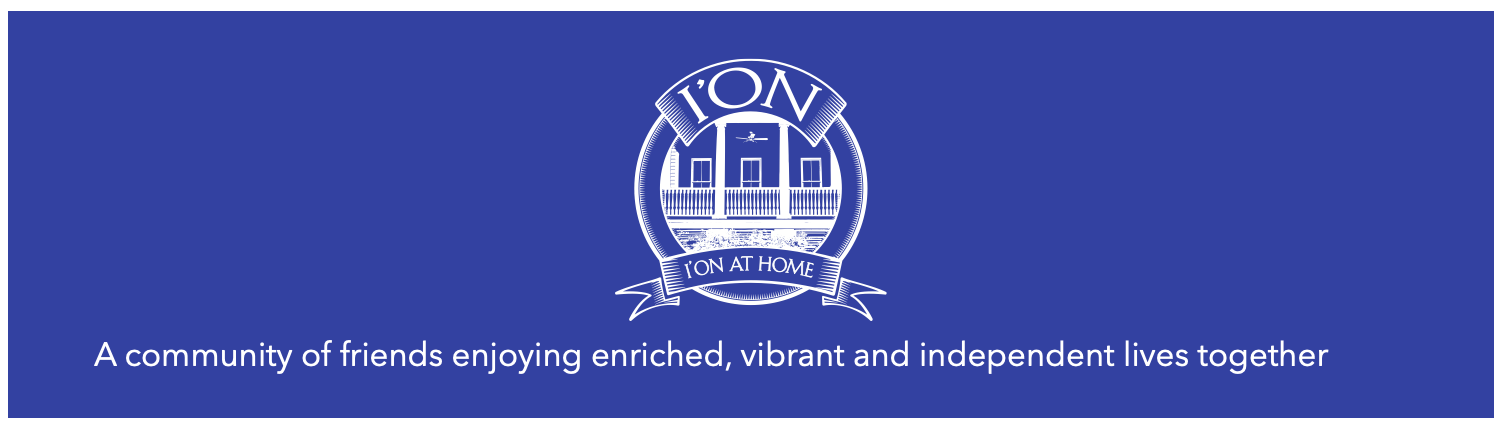 I'ON
I'ON AT HOME
A community of friends enjoying enriched, vibrant and independent lives together